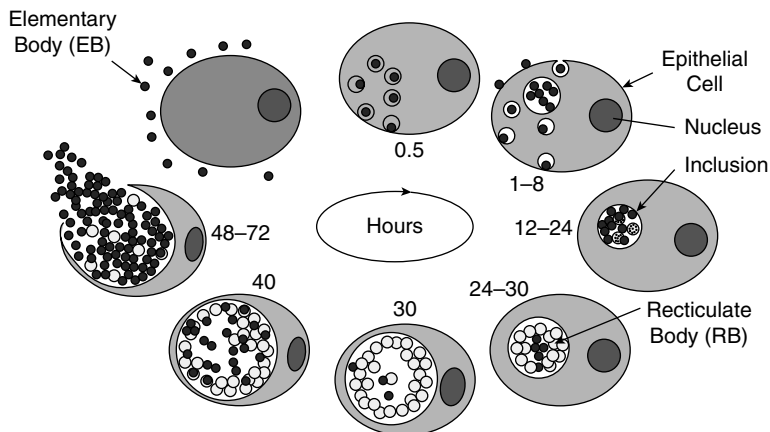 Elementary
Body (EB)
Epithelial
Cell
Nucleus
0.5
Inclusion
1–8
Hours
12–24
48–72
40
30
24–30
Recticulate
Body (RB)